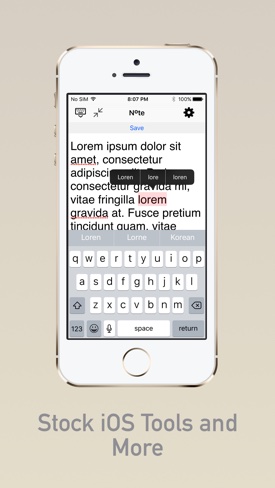 No SIM 8:07 PM 100%
Nºte
Save
Lorem ipsum dolor sit
amet, consectetur
adipiscing
Loren lore loren
consectetur gravida mi,
vitae fringilla lorem
gravida at. Fusce pretium
tincidunt quam, vitae
Loren Lorne Korean
q w e r t y u i o p
a s d f g h j k l
z x c v b n m
123 space return
Stock iOS Tools and
More